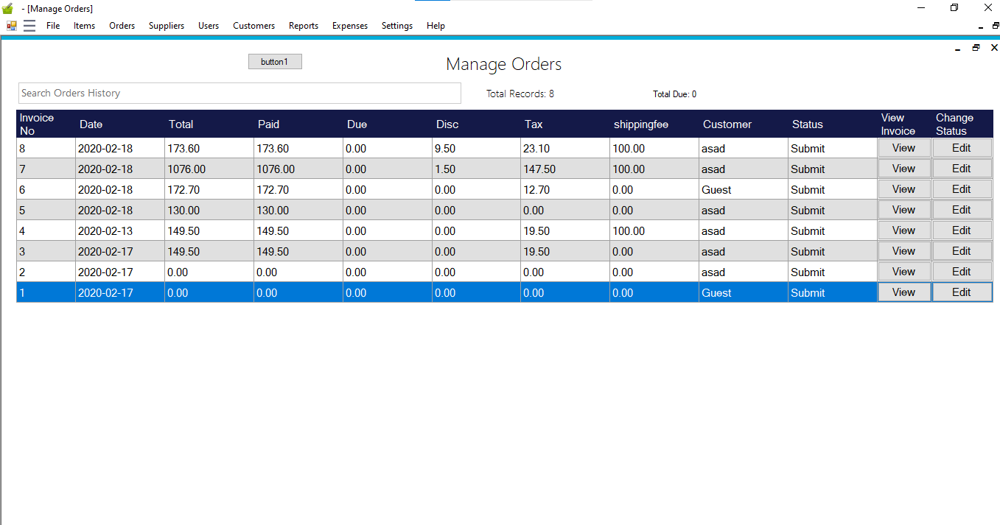 - [Manage Orders]
File Items Orders Suppliers Users Customers Reports Expenses Settings Help
button1
Manage Orders
Search Orders History Total Records: 8 Total Due: 0
Invoice No Date Total Paid Due Disc Tax shippingfee Customer Status View Invoice Change Status
8 2020-02-18 173.60 173.60 0.00 9.50 23.10 100.00 asad Submit View Edit
7 2020-02-18 1076.00 1076.00 0.00 1.50 147.50 100.00 asad Submit View Edit
6 2020-02-18 172.70 172.70 0.00 0.00 12.70 0.00 Guest Submit View Edit
5 2020-02-18 130.00 130.00 0.00 0.00 0.00 0.00 asad Submit View Edit
4 2020-02-13 149.50 149.50 0.00 0.00 19.50 100.00 asad Submit View Edit
3 2020-02-17 149.50 149.50 0.00 0.00 19.50 0.00 asad Submit View Edit
2 2020-02-17 0.00 0.00 0.00 0.00 0.00 0.00 asad Submit View Edit
1 2020-02-17 0.00 0.00 0.00 0.00 0.00 0.00 Guest Submit View Edit